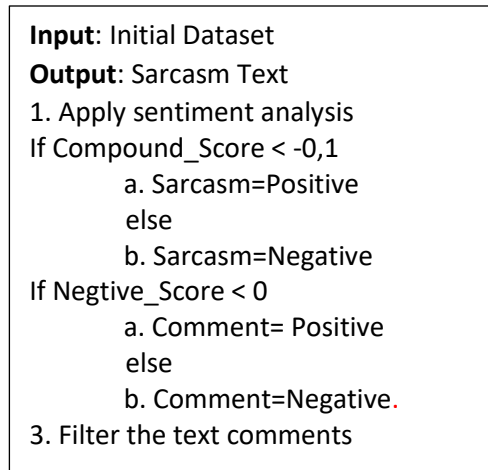 Input: Initial Dataset
Output: Sarcasm Text
1. Apply sentiment analysis
If Compound_Score < -0,1
a. Sarcasm=Positive
else
b. Sarcasm=Negative
If Negtive_Score < 0
a. Comment= Positive
else
b. Comment=Negative.
3. Filter the text comments